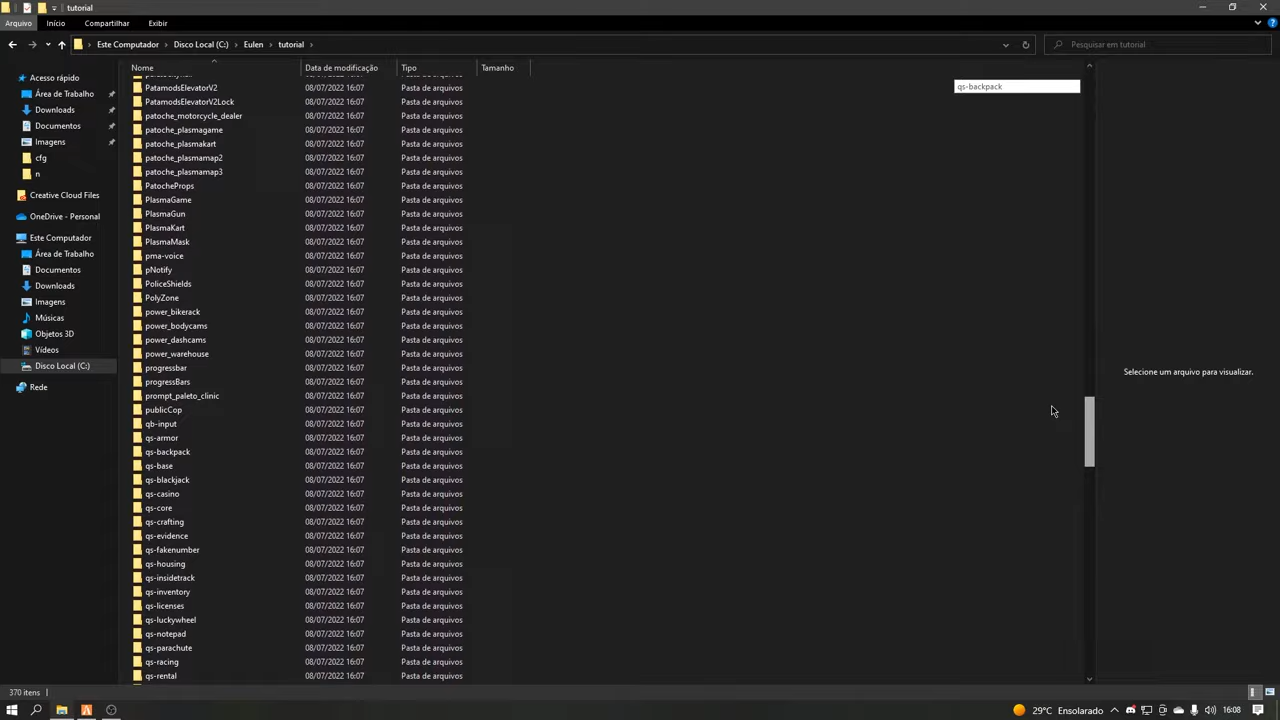 tutorial
Arquivo Início Compartilhar Exibir
Este Computador > Disco Local (C:) > Eulen > tutorial >
Pesquisar em tutorial
Nome Data de modificação Tipo Tamanho
qs-backpack
Acesso rápido
Área de Trabalho
Downloads
Documentos
Imagens
cfg
n
Creative Cloud Files
OneDrive - Personal
Este Computador
Área de Trabalho
Documentos
Downloads
Imagens
Músicas
Objetos 3D
Vídeos
Disco Local (C:)
Rede
PatamodsElevatorV2 08/07/2022 16:07 Pasta de arquivos
PatamodsElevatorV2Lock 08/07/2022 16:07 Pasta de arquivos
patoche_motorcycle_dealer 08/07/2022 16:07 Pasta de arquivos
patoche_plasmagame 08/07/2022 16:07 Pasta de arquivos
patoche_plasmakart 08/07/2022 16:07 Pasta de arquivos
patoche_plasmamap2 08/07/2022 16:07 Pasta de arquivos
patoche_plasmamap3 08/07/2022 16:07 Pasta de arquivos
PatocheProps 08/07/2022 16:07 Pasta de arquivos
PlasmaGame 08/07/2022 16:07 Pasta de arquivos
PlasmaGun 08/07/2022 16:07 Pasta de arquivos
PlasmaKart 08/07/2022 16:07 Pasta de arquivos
PlasmaMask 08/07/2022 16:07 Pasta de arquivos
pma-voice 08/07/2022 16:07 Pasta de arquivos
pNotify 08/07/2022 16:07 Pasta de arquivos
PoliceShields 08/07/2022 16:07 Pasta de arquivos
PolyZone 08/07/2022 16:07 Pasta de arquivos
power_bikerack 08/07/2022 16:07 Pasta de arquivos
power_bodycams 08/07/2022 16:07 Pasta de arquivos
power_dashcams 08/07/2022 16:07 Pasta de arquivos
power_warehouse 08/07/2022 16:07 Pasta de arquivos
progressbar 08/07/2022 16:07 Pasta de arquivos
progressBars 08/07/2022 16:07 Pasta de arquivos
prompt_paleto_clinic 08/07/2022 16:07 Pasta de arquivos
publicCop 08/07/2022 16:07 Pasta de arquivos
qb-input 08/07/2022 16:07 Pasta de arquivos
qs-armor 08/07/2022 16:07 Pasta de arquivos
qs-backpack 08/07/2022 16:07 Pasta de arquivos
qs-base 08/07/2022 16:07 Pasta de arquivos
qs-blackjack 08/07/2022 16:07 Pasta de arquivos
qs-casino 08/07/2022 16:07 Pasta de arquivos
qs-core 08/07/2022 16:07 Pasta de arquivos
qs-crafting 08/07/2022 16:07 Pasta de arquivos
qs-evidence 08/07/2022 16:07 Pasta de arquivos
qs-fakenumber 08/07/2022 16:07 Pasta de arquivos
qs-housing 08/07/2022 16:07 Pasta de arquivos
qs-insidetrack 08/07/2022 16:07 Pasta de arquivos
qs-inventory 08/07/2022 16:07 Pasta de arquivos
qs-licenses 08/07/2022 16:07 Pasta de arquivos
qs-luckywheel 08/07/2022 16:07 Pasta de arquivos
qs-notepad 08/07/2022 16:07 Pasta de arquivos
qs-parachute 08/07/2022 16:07 Pasta de arquivos
qs-racing 08/07/2022 16:07 Pasta de arquivos
qs-rental 08/07/2022 16:07 Pasta de arquivos
Selecione um arquivo para visualizar.
370 itens
29°C Ensolarado 16:08